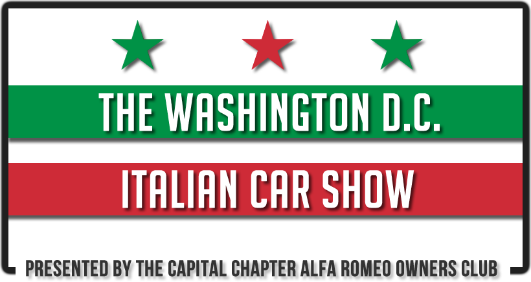 THE WASHINGTON D.C.
ITALIAN CAR SHOW
PRESENTED BY THE CAPITAL CHAPTER ALFA ROMEO OWNERS CLUB